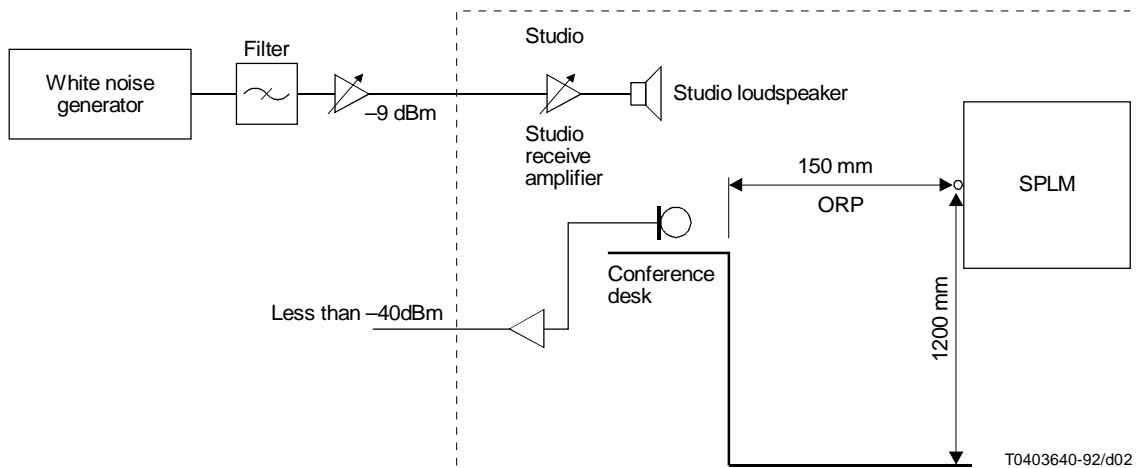 Studio
Filter
White noise
generator
–9 dBm
Studio loudspeaker
Studio
receive
amplifier
150 mm
ORP
SPLM
Conference
desk
Less than –40dBm
1200 mm
T0403640-92/d02